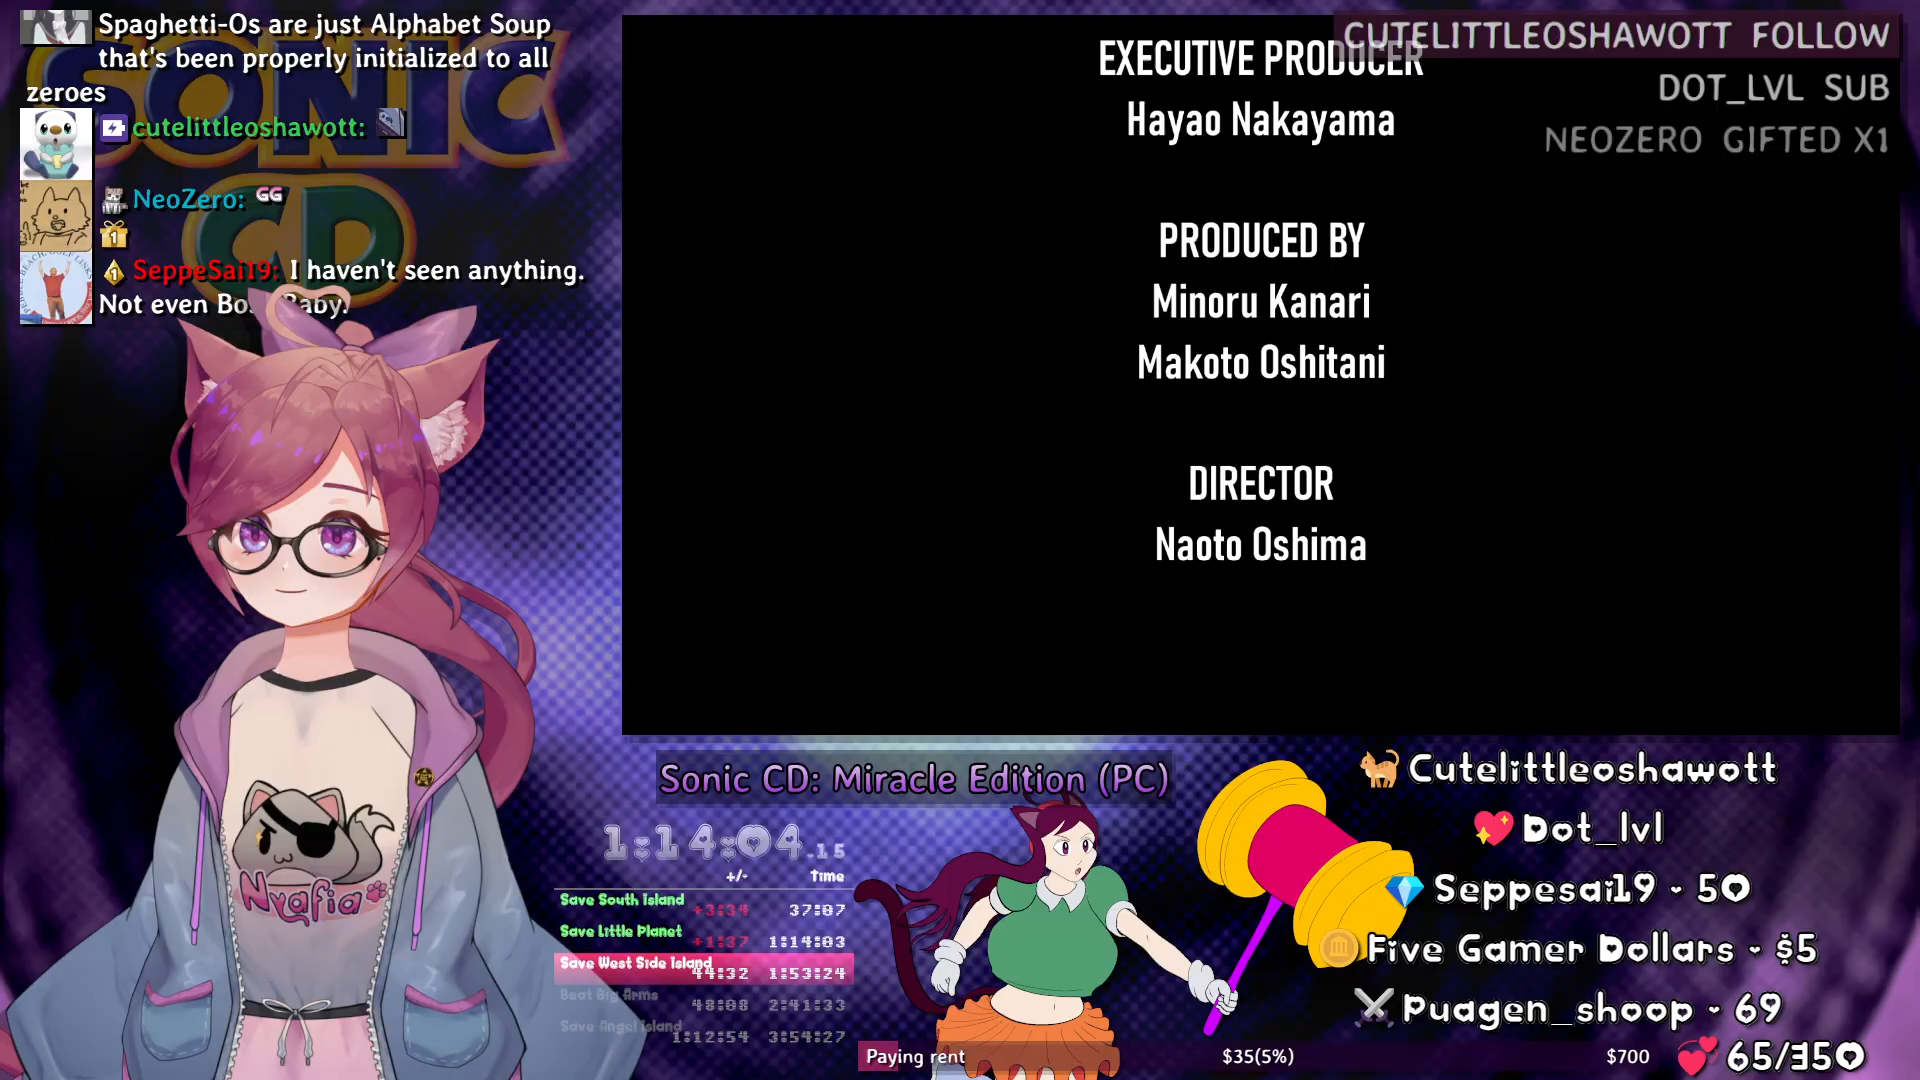 Spaghetti-Os are just Alphabet Soup
that's been properly initialized to all
zeroes
cutelittleoshawott:
NeoZero: GG
1
SeppeSai19: I haven't seen anything.
Not even Bo Baby.
SONIC
CD
EXECUTIVE PRODUCER
Hayao Nakayama
PRODUCED BY
Minoru Kanari
Makoto Oshitani
DIRECTOR
Naoto Oshima
CUTELITTLEOSHAWOTT FOLLOW
DOT_LVL SUB
NEOZERO GIFTED X1
Nyafia
Sonic CD: Miracle Edition (PC)
1:14:04.15
+/- Time
Save South Island +3:34 37:07
Save Little Planet +1:37 1:14:03
Save West Side Island 44:32 1:53:24
Beat Big Arms 48:08 2:41:33
Save Angel Island 1:12:54 3:54:27
Cutelittleoshawott
Dot_lvl
Seppesai19 - 50
Five Gamer Dollars - $5
Puagen_shoop - 69
Paying rent $35(5%) $700
65/350